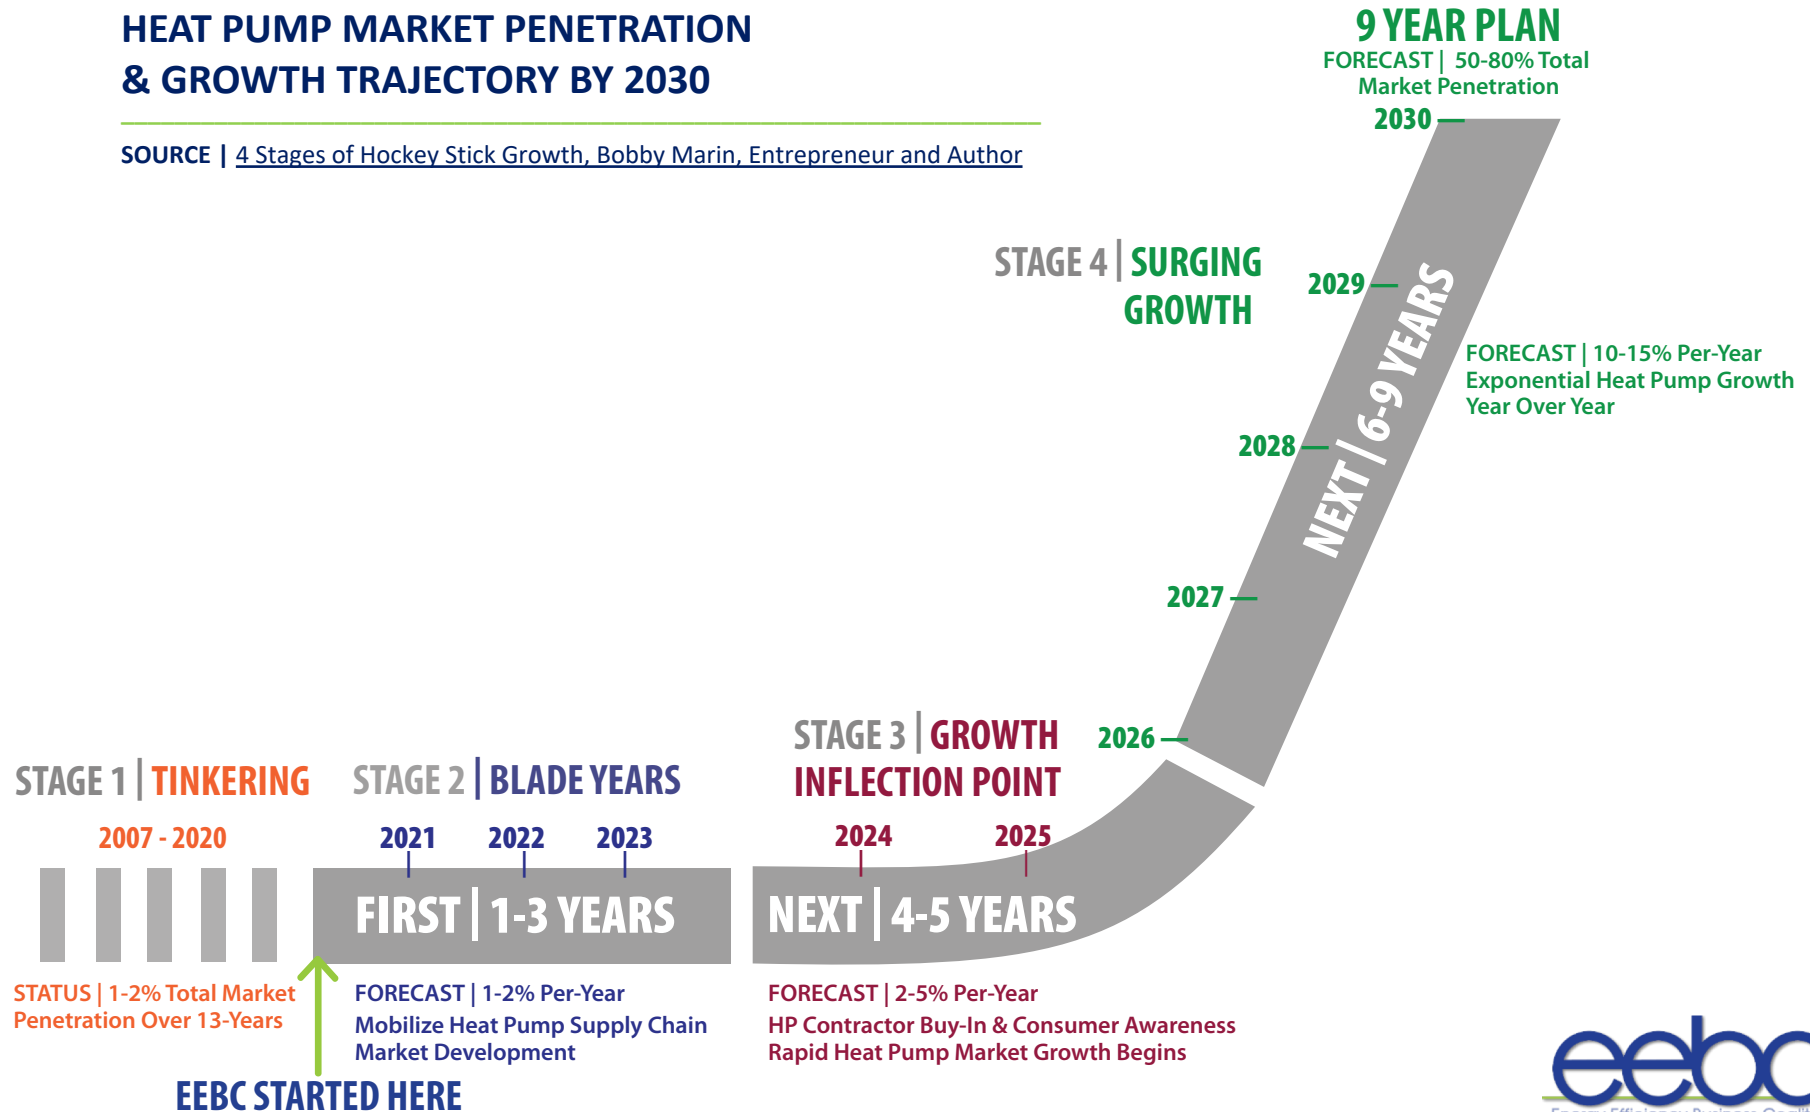 HEAT PUMP MARKET PENETRATION
& GROWTH TRAJECTORY BY 2030
SOURCE | 4 Stages of Hockey Stick Growth, Bobby Marin, Entrepreneur and Author
9 YEAR PLAN
FORECAST | 50-80% Total
Market Penetration
2030
STAGE 4 | SURGING
GROWTH
2029
NEXT | 6-9 YEARS
FORECAST | 10-15% Per-Year
Exponential Heat Pump Growth
Year Over Year
2028
2027
2026
STAGE 1 | TINKERING
2007 - 2020
STATUS | 1-2% Total Market
Penetration Over 13-Years
STAGE 2 | BLADE YEARS
2021 2022 2023
FIRST | 1-3 YEARS
FORECAST | 1-2% Per-Year
Mobilize Heat Pump Supply Chain
Market Development
EEBC STARTED HERE
STAGE 3 | GROWTH
INFLECTION POINT
2024 2025
NEXT | 4-5 YEARS
FORECAST | 2-5% Per-Year
HP Contractor Buy-In & Consumer Awareness
Rapid Heat Pump Market Growth Begins
eebc
Energy Efficiency Business